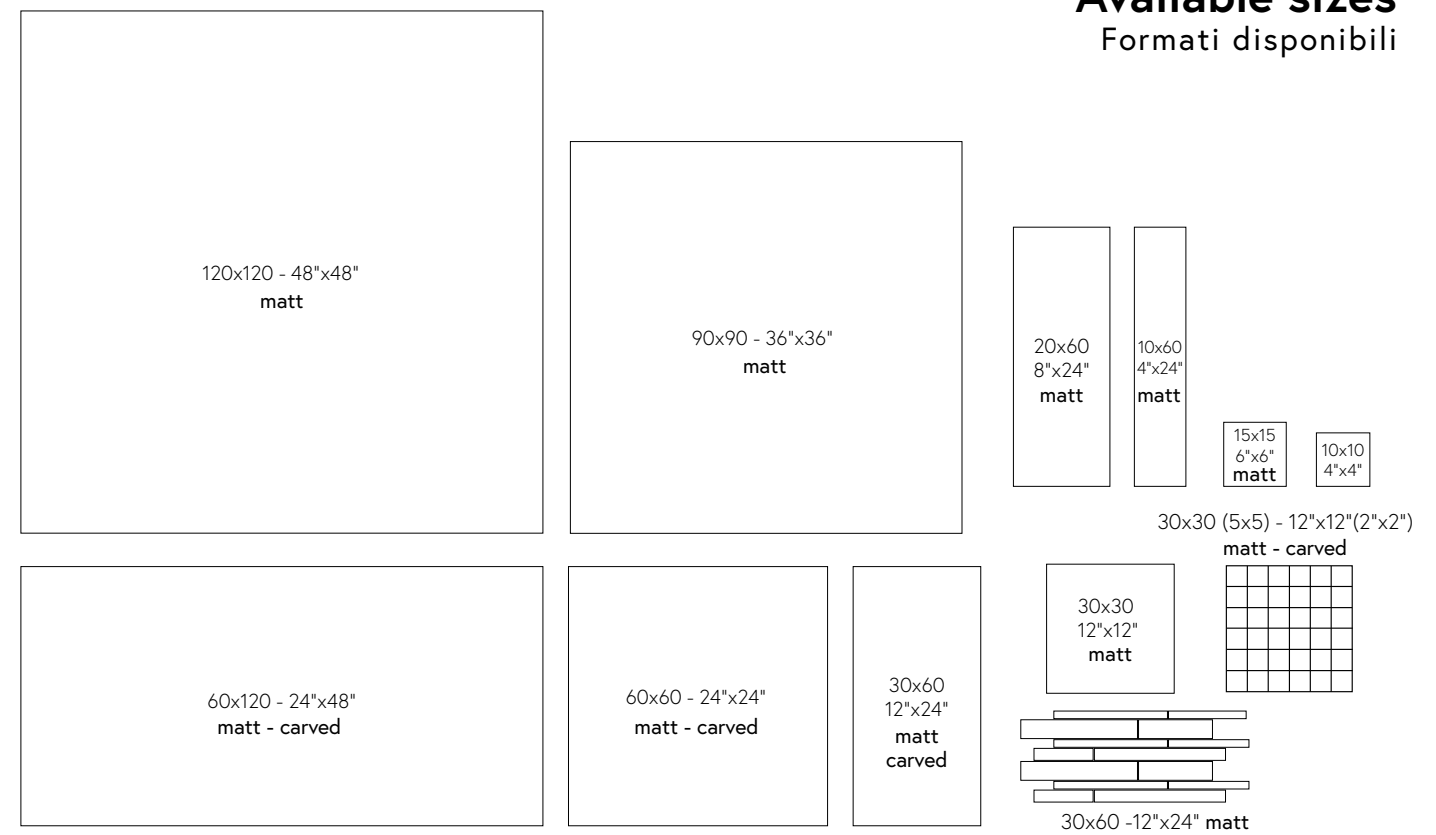 Available sizes
Formati disponibili
120x120 - 48"x48"
matt
90x90 - 36"x36"
matt
20x60
8"x24"
matt
10x60
4"x24"
matt
15x15
6"x6"
matt
10x10
4"x4"
60x120 - 24"x48"
matt - carved
60x60 - 24"x24"
matt - carved
30x60
12"x24"
matt
carved
30x30
12"x12"
matt
30x30 (5x5) - 12"x12"(2"x2")
matt - carved
30x60 -12"x24" matt